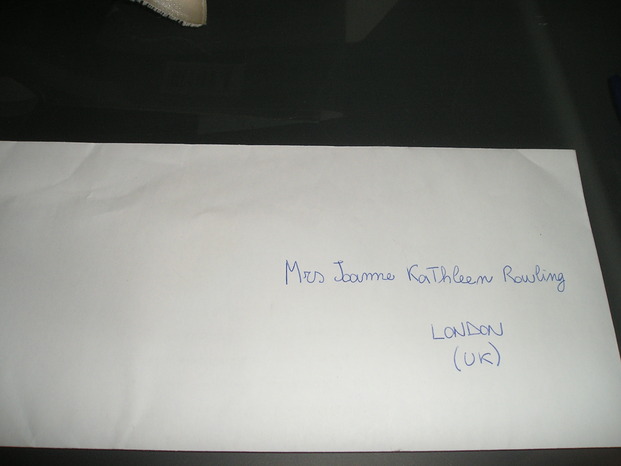 Mrs Joanne KaThleen Rowling
LONDON
(UK)